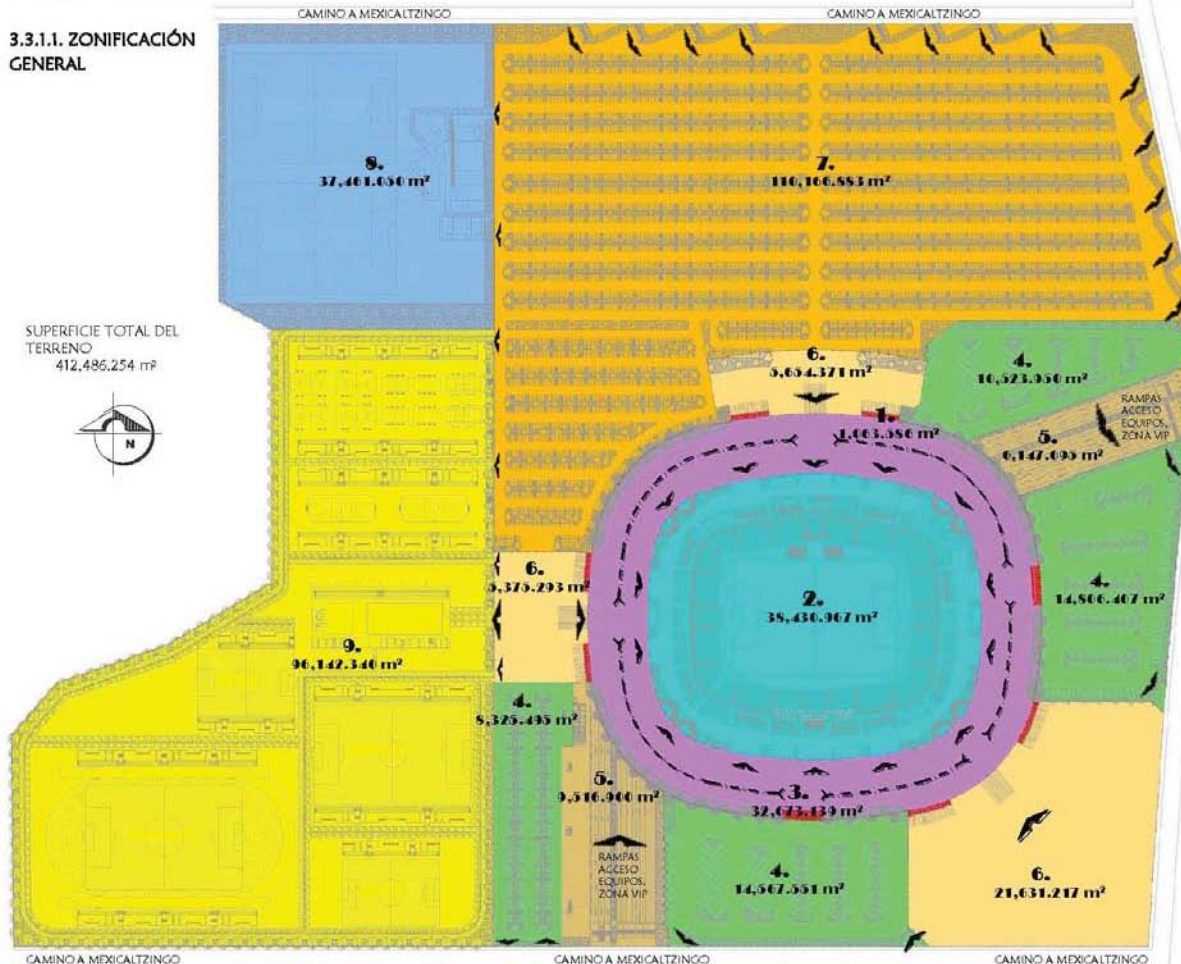 CAMINO A MEXICALTZINGO
CAMINO A MEXICALTZINGO
3.3.1.1. ZONIFICACIÓN
GENERAL
8.
37,461.050 m²
7.
110,166.883 m²
SUPERFICIE TOTAL DEL
TERRENO
412,486.254 m²
N
6.
5,654.371 m²
4.
10,523.950 m²
RAMPAS
ACCESO
EQUIPOS,
ZONA VIP
1.
1,063.586 m²
5.
6,147.095 m²
6.
5,375.293 m²
2.
38,430.967 m²
4.
14,806.407 m²
9.
96,142.340 m²
4.
8,325.495 m²
5.
9,516.900 m²
3.
32,673.139 m²
RAMPAS
ACCESO
EQUIPOS,
ZONA VIP
4.
14,567.551 m²
6.
21,631.217 m²
CAMINO A MEXICALTZINGO
CAMINO A MEXICALTZINGO
CAMINO A MEXICALTZINGO